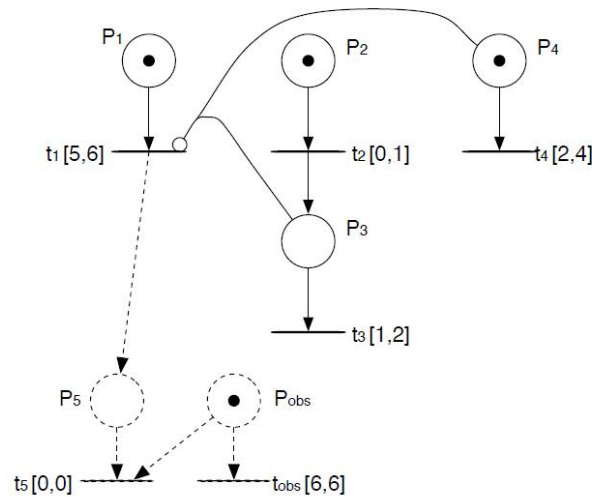 P1
P2
P4
t1[5,6]
t2[0,1]
t4[2,4]
P3
t3[1,2]
P5
Pobs
t5[0,0]
tobs[6,6]